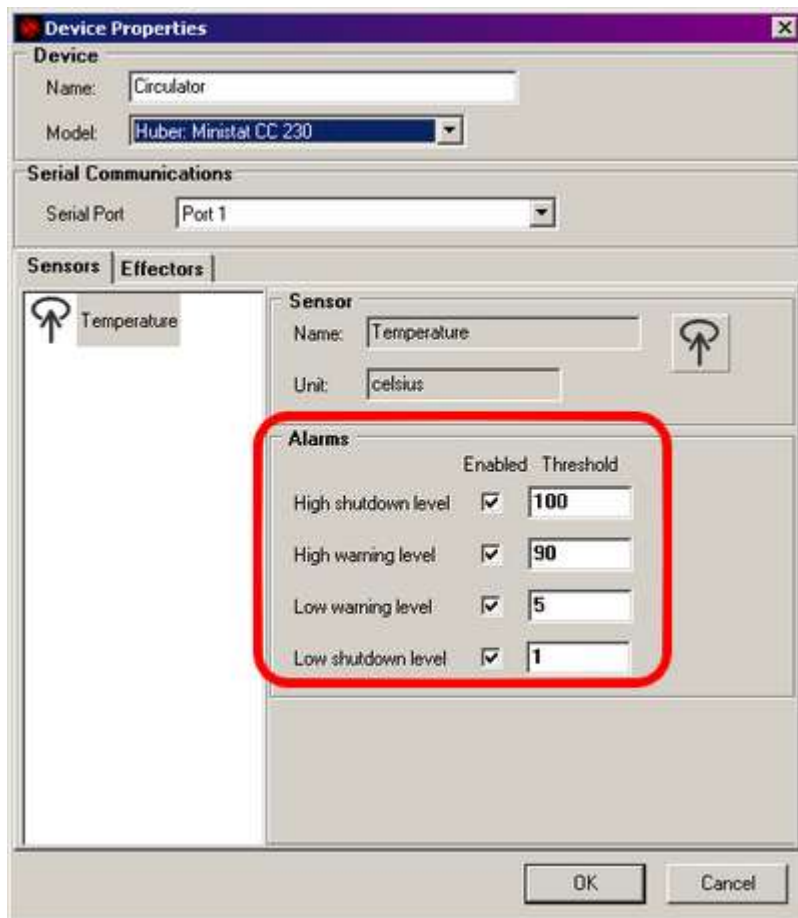 Device Properties
Device
Name: Circulator
Model: Huber: Ministat CC 230
Serial Communications
Serial Port Port 1
Sensors Effectors
Temperature
Sensor
Name: Temperature
Unit: celsius
Alarms
Enabled Threshold
High shutdown level 100
High warning level 90
Low warning level 5
Low shutdown level 1
OK Cancel